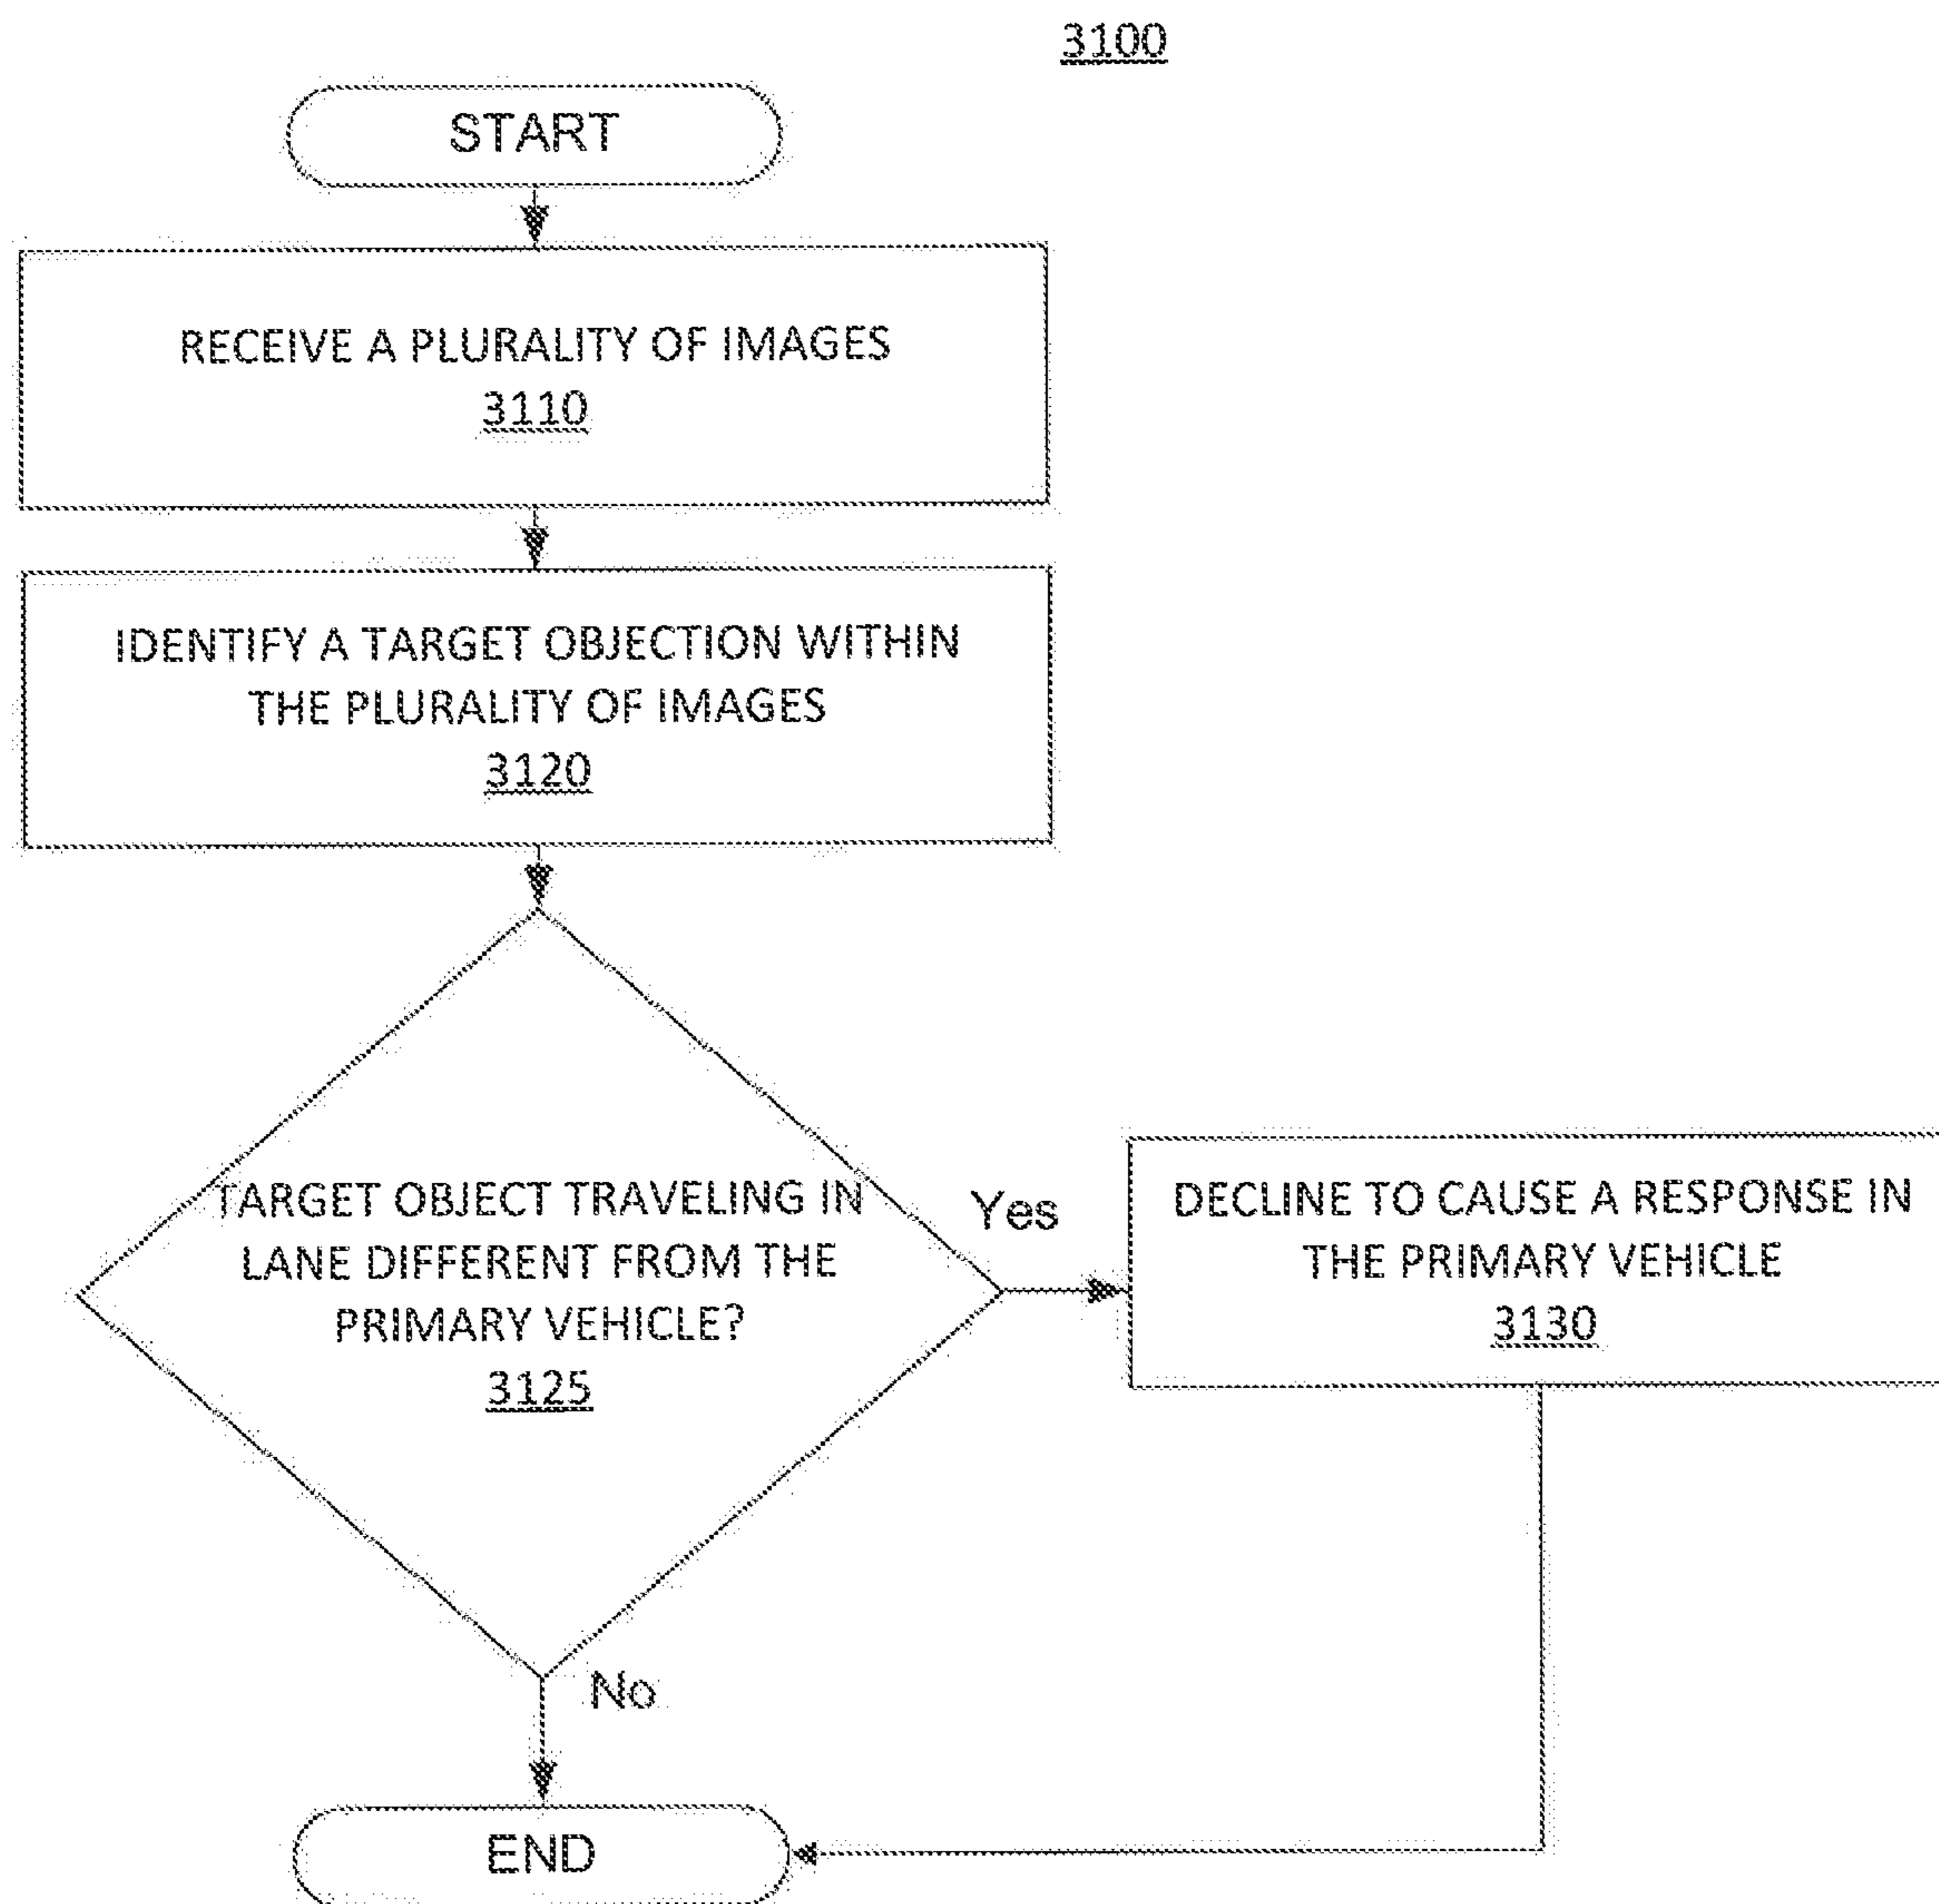 3100
START
RECEIVE A PLURALITY OF IMAGES
3110
IDENTIFY A TARGET OBJECTION WITHIN
THE PLURALITY OF IMAGES
3120
TARGET OBJECT TRAVELING IN
LANE DIFFERENT FROM THE
PRIMARY VEHICLE?
3125
Yes
DECLINE TO CAUSE A RESPONSE IN
THE PRIMARY VEHICLE
3130
No
END